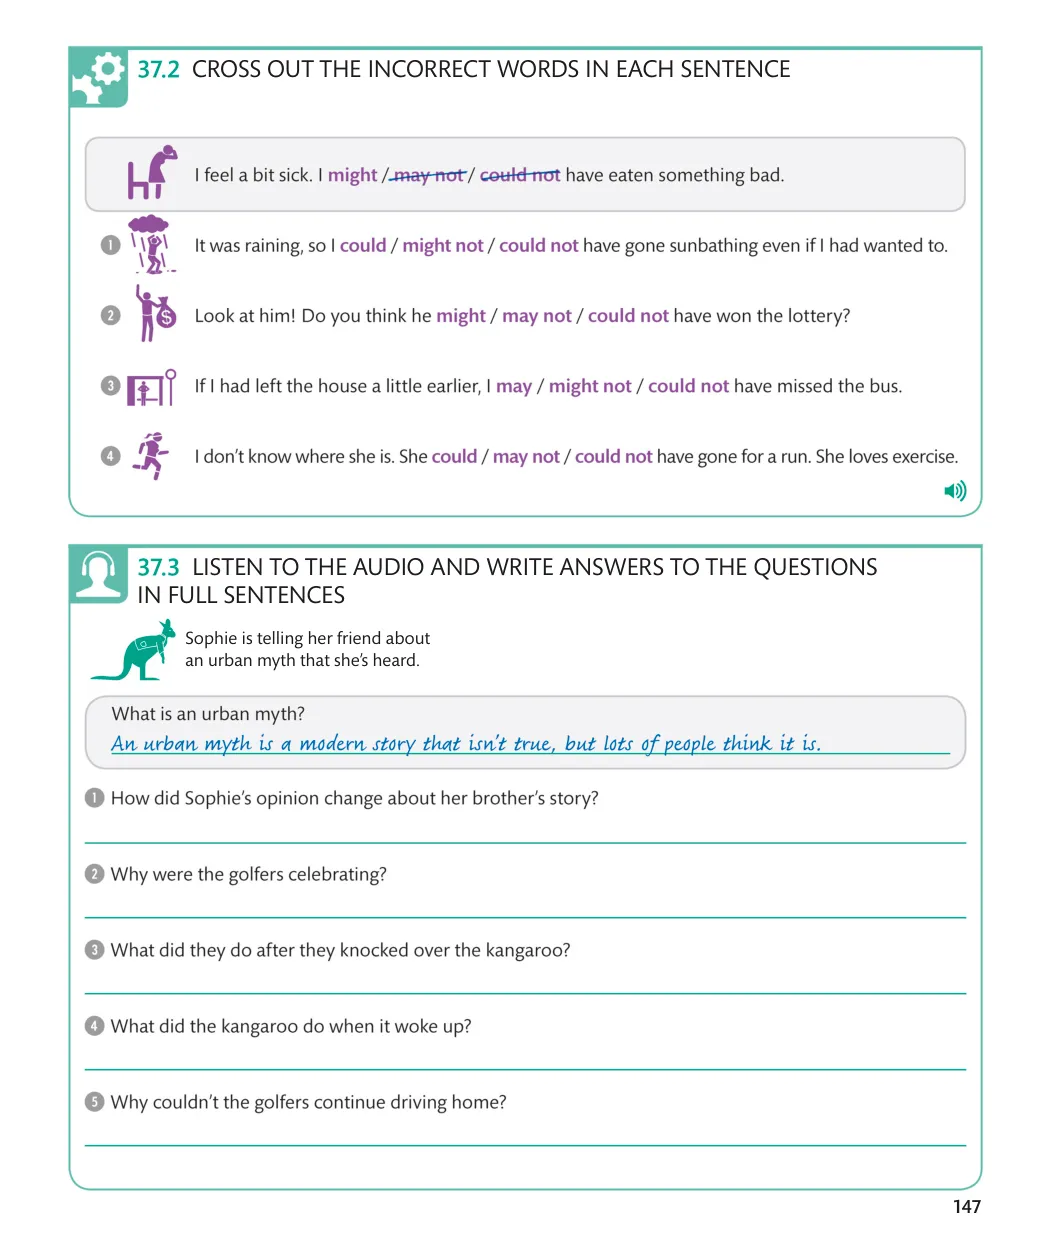 37.2 CROSS OUT THE INCORRECT WORDS IN EACH SENTENCE
I feel a bit sick. I might / may not / could not have eaten something bad.
1 It was raining, so I could / might not / could not have gone sunbathing even if I had wanted to.
2 Look at him! Do you think he might / may not / could not have won the lottery?
$
3 If I had left the house a little earlier, I may / might not / could not have missed the bus.
4 I don't know where she is. She could / may not / could not have gone for a run. She loves exercise.
37.3 LISTEN TO THE AUDIO AND WRITE ANSWERS TO THE QUESTIONS
IN FULL SENTENCES
Sophie is telling her friend about
an urban myth that she's heard.
What is an urban myth?
An urban myth is a modern story that isn't true, but lots of people think it is.
1 How did Sophie's opinion change about her brother's story?
2 Why were the golfers celebrating?
3 What did they do after they knocked over the kangaroo?
4 What did the kangaroo do when it woke up?
5 Why couldn't the golfers continue driving home?
147